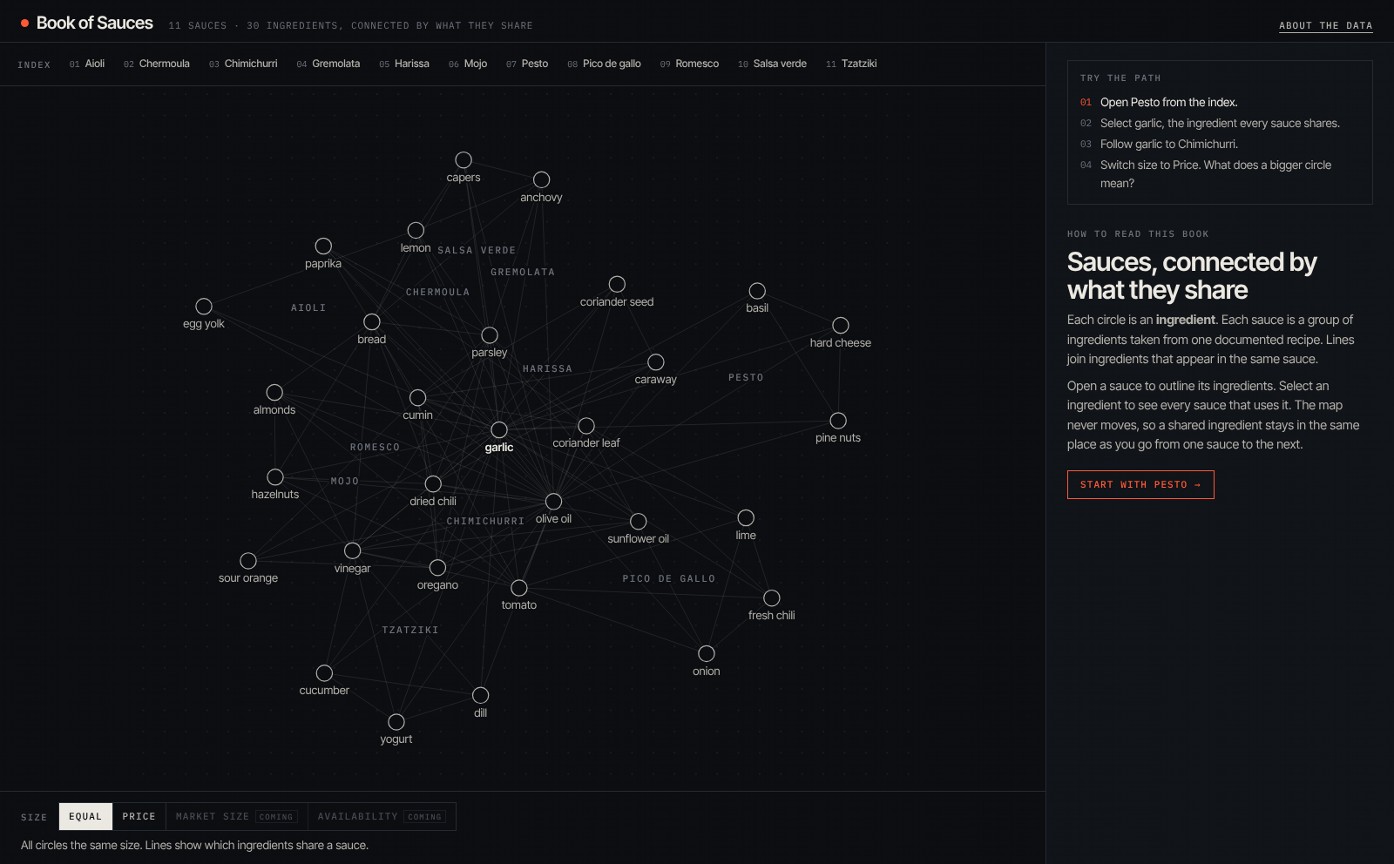 Book of Sauces
11 SAUCES · 30 INGREDIENTS, CONNECTED BY WHAT THEY SHARE
ABOUT THE DATA
INDEX 01 Aioli 02 Chermoula 03 Chimichurri 04 Gremolata 05 Harissa 06 Mojo 07 Pesto 08 Pico de gallo 09 Romesco 10 Salsa verde 11 Tzatziki
capers
anchovy
lemon
SALSA VERDE
paprika
GREMOLATA
CHERMOULA
coriander seed
AIOLI
basil
egg yolk
bread
hard cheese
parsley
HARISSA
caraway
PESTO
almonds
cumin
garlic
coriander leaf
pine nuts
ROMESCO
MOJO
hazelnuts
dried chili
CHIMICHURRI
olive oil
sunflower oil
lime
sour orange
vinegar
oregano
PICO DE GALLO
tomato
fresh chili
TZATZIKI
onion
cucumber
dill
yogurt
SIZE EQUAL PRICE MARKET SIZE COMING AVAILABILITY COMING
All circles the same size. Lines show which ingredients share a sauce.
TRY THE PATH
01 Open Pesto from the index.
02 Select garlic, the ingredient every sauce shares.
03 Follow garlic to Chimichurri.
04 Switch size to Price. What does a bigger circle
mean?
HOW TO READ THIS BOOK
Sauces, connected by
what they share
Each circle is an ingredient. Each sauce is a group of
ingredients taken from one documented recipe. Lines
join ingredients that appear in the same sauce.
Open a sauce to outline its ingredients. Select an
ingredient to see every sauce that uses it. The map
never moves, so a shared ingredient stays in the same
place as you go from one sauce to the next.
START WITH PESTO →